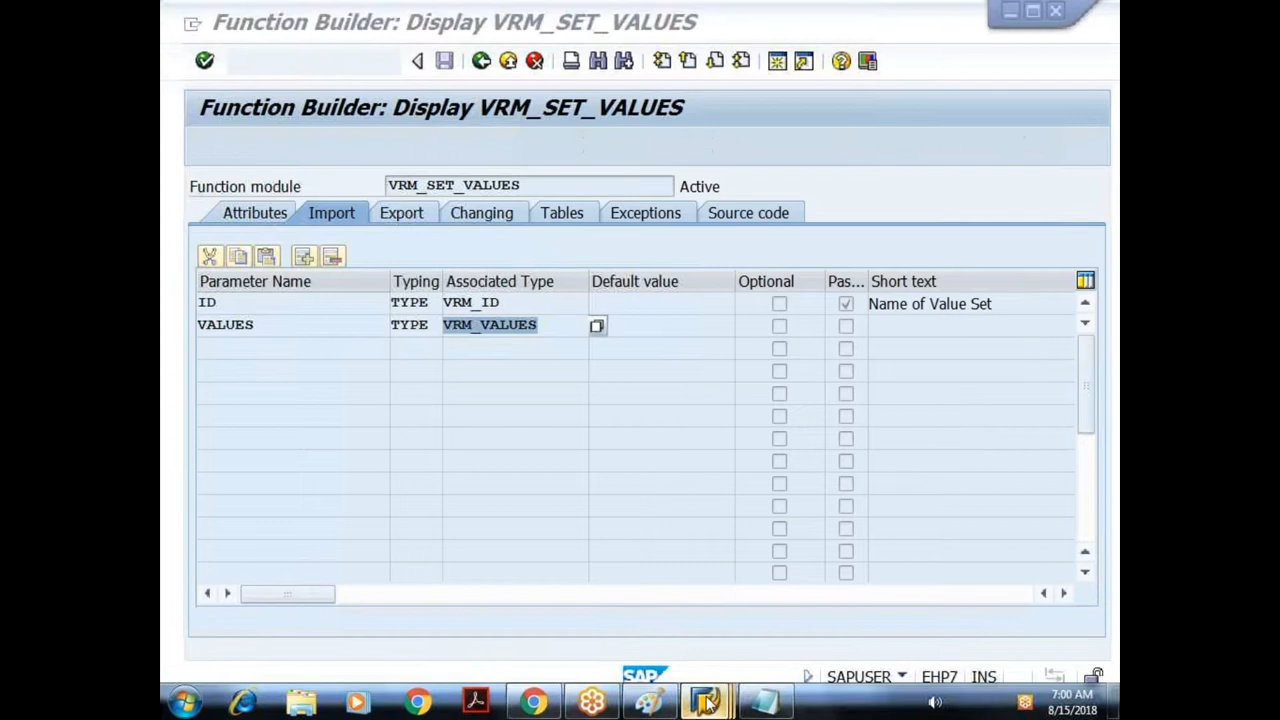 Function Builder: Display VRM_SET_VALUES
Function Builder: Display VRM_SET_VALUES
Function module VRM_SET_VALUES Active
Attributes Import Export Changing Tables Exceptions Source code
Parameter Name Typing Associated Type Default value Optional Pas... Short text
ID TYPE VRM_ID Name of Value Set
VALUES TYPE VRM_VALUES
SAP SAPUSER EHP7 INS
7:00 AM
8/15/2018